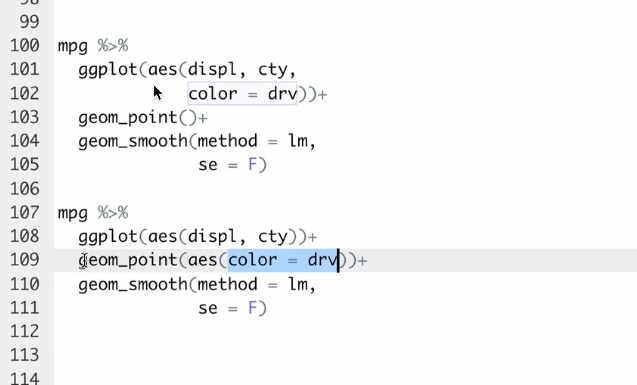 99
100 mpg %>%
101 ggplot(aes(displ, cty,
102 color = drv))+
103 geom_point()+
104 geom_smooth(method = lm,
105 se = F)
106
107 mpg %>%
108 ggplot(aes(displ, cty))+
109 geom_point(aes(color = drv))+
110 geom_smooth(method = lm,
111 se = F)
112
113
114